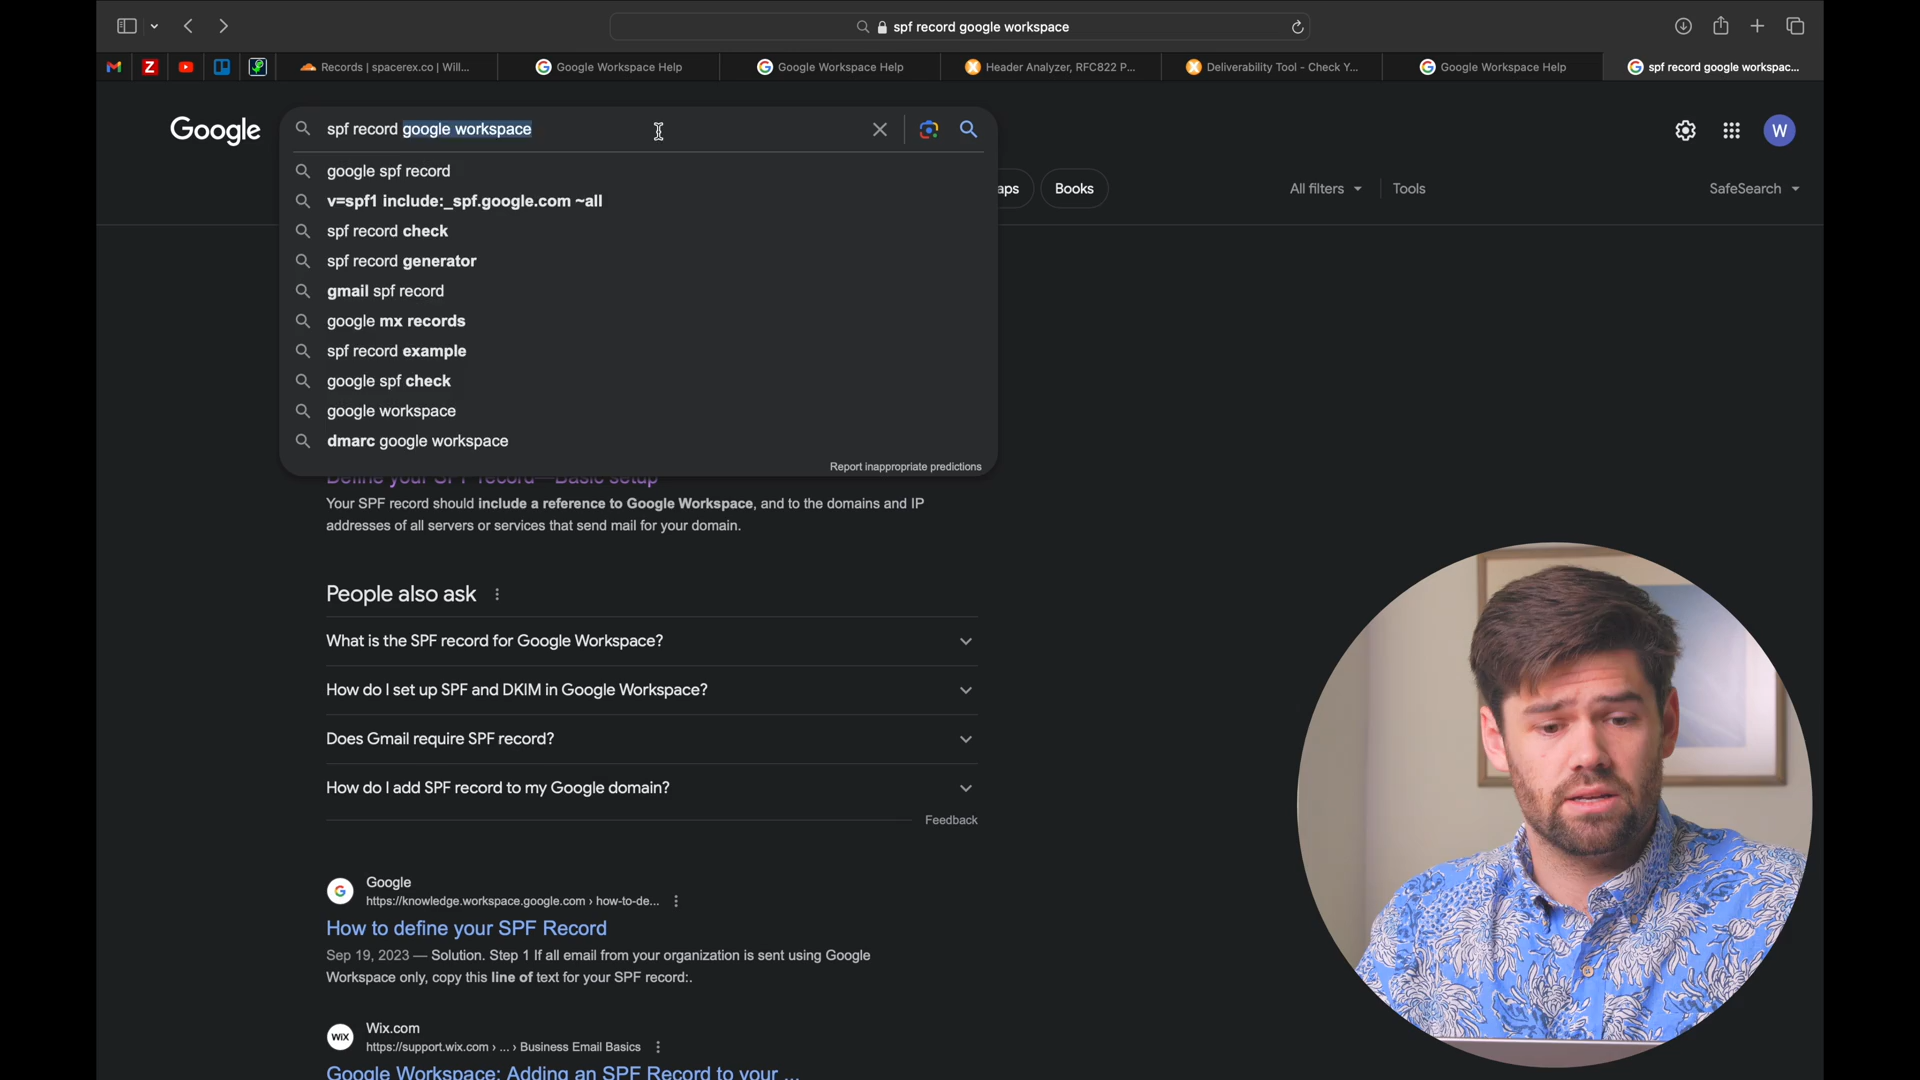 spf record google workspace
Records | spacerex.co | Will...
Google Workspace Help
Google Workspace Help
Header Analyzer, RFC822 P...
Deliverability Tool - Check Y...
Google Workspace Help
spf record google workspac...
Google
spf record google workspace
W
google spf record
v=spf1 include:_spf.google.com ~all
spf record check
spf record generator
gmail spf record
google mx records
spf record example
google spf check
google workspace
dmarc google workspace
Report inappropriate predictions
aps
Books
All filters
Tools
SafeSearch
Define your SPF record—Basic setup
Your SPF record should include a reference to Google Workspace, and to the domains and IP
addresses of all servers or services that send mail for your domain.
People also ask
What is the SPF record for Google Workspace?
How do I set up SPF and DKIM in Google Workspace?
Does Gmail require SPF record?
How do I add SPF record to my Google domain?
Feedback
Google
https://knowledge.workspace.google.com › how-to-de...
How to define your SPF Record
Sep 19, 2023 — Solution. Step 1 If all email from your organization is sent using Google
Workspace only, copy this line of text for your SPF record:.
WiX
Wix.com
https://support.wix.com › ... › Business Email Basics
Google Workspace: Adding an SPF Record to your ...